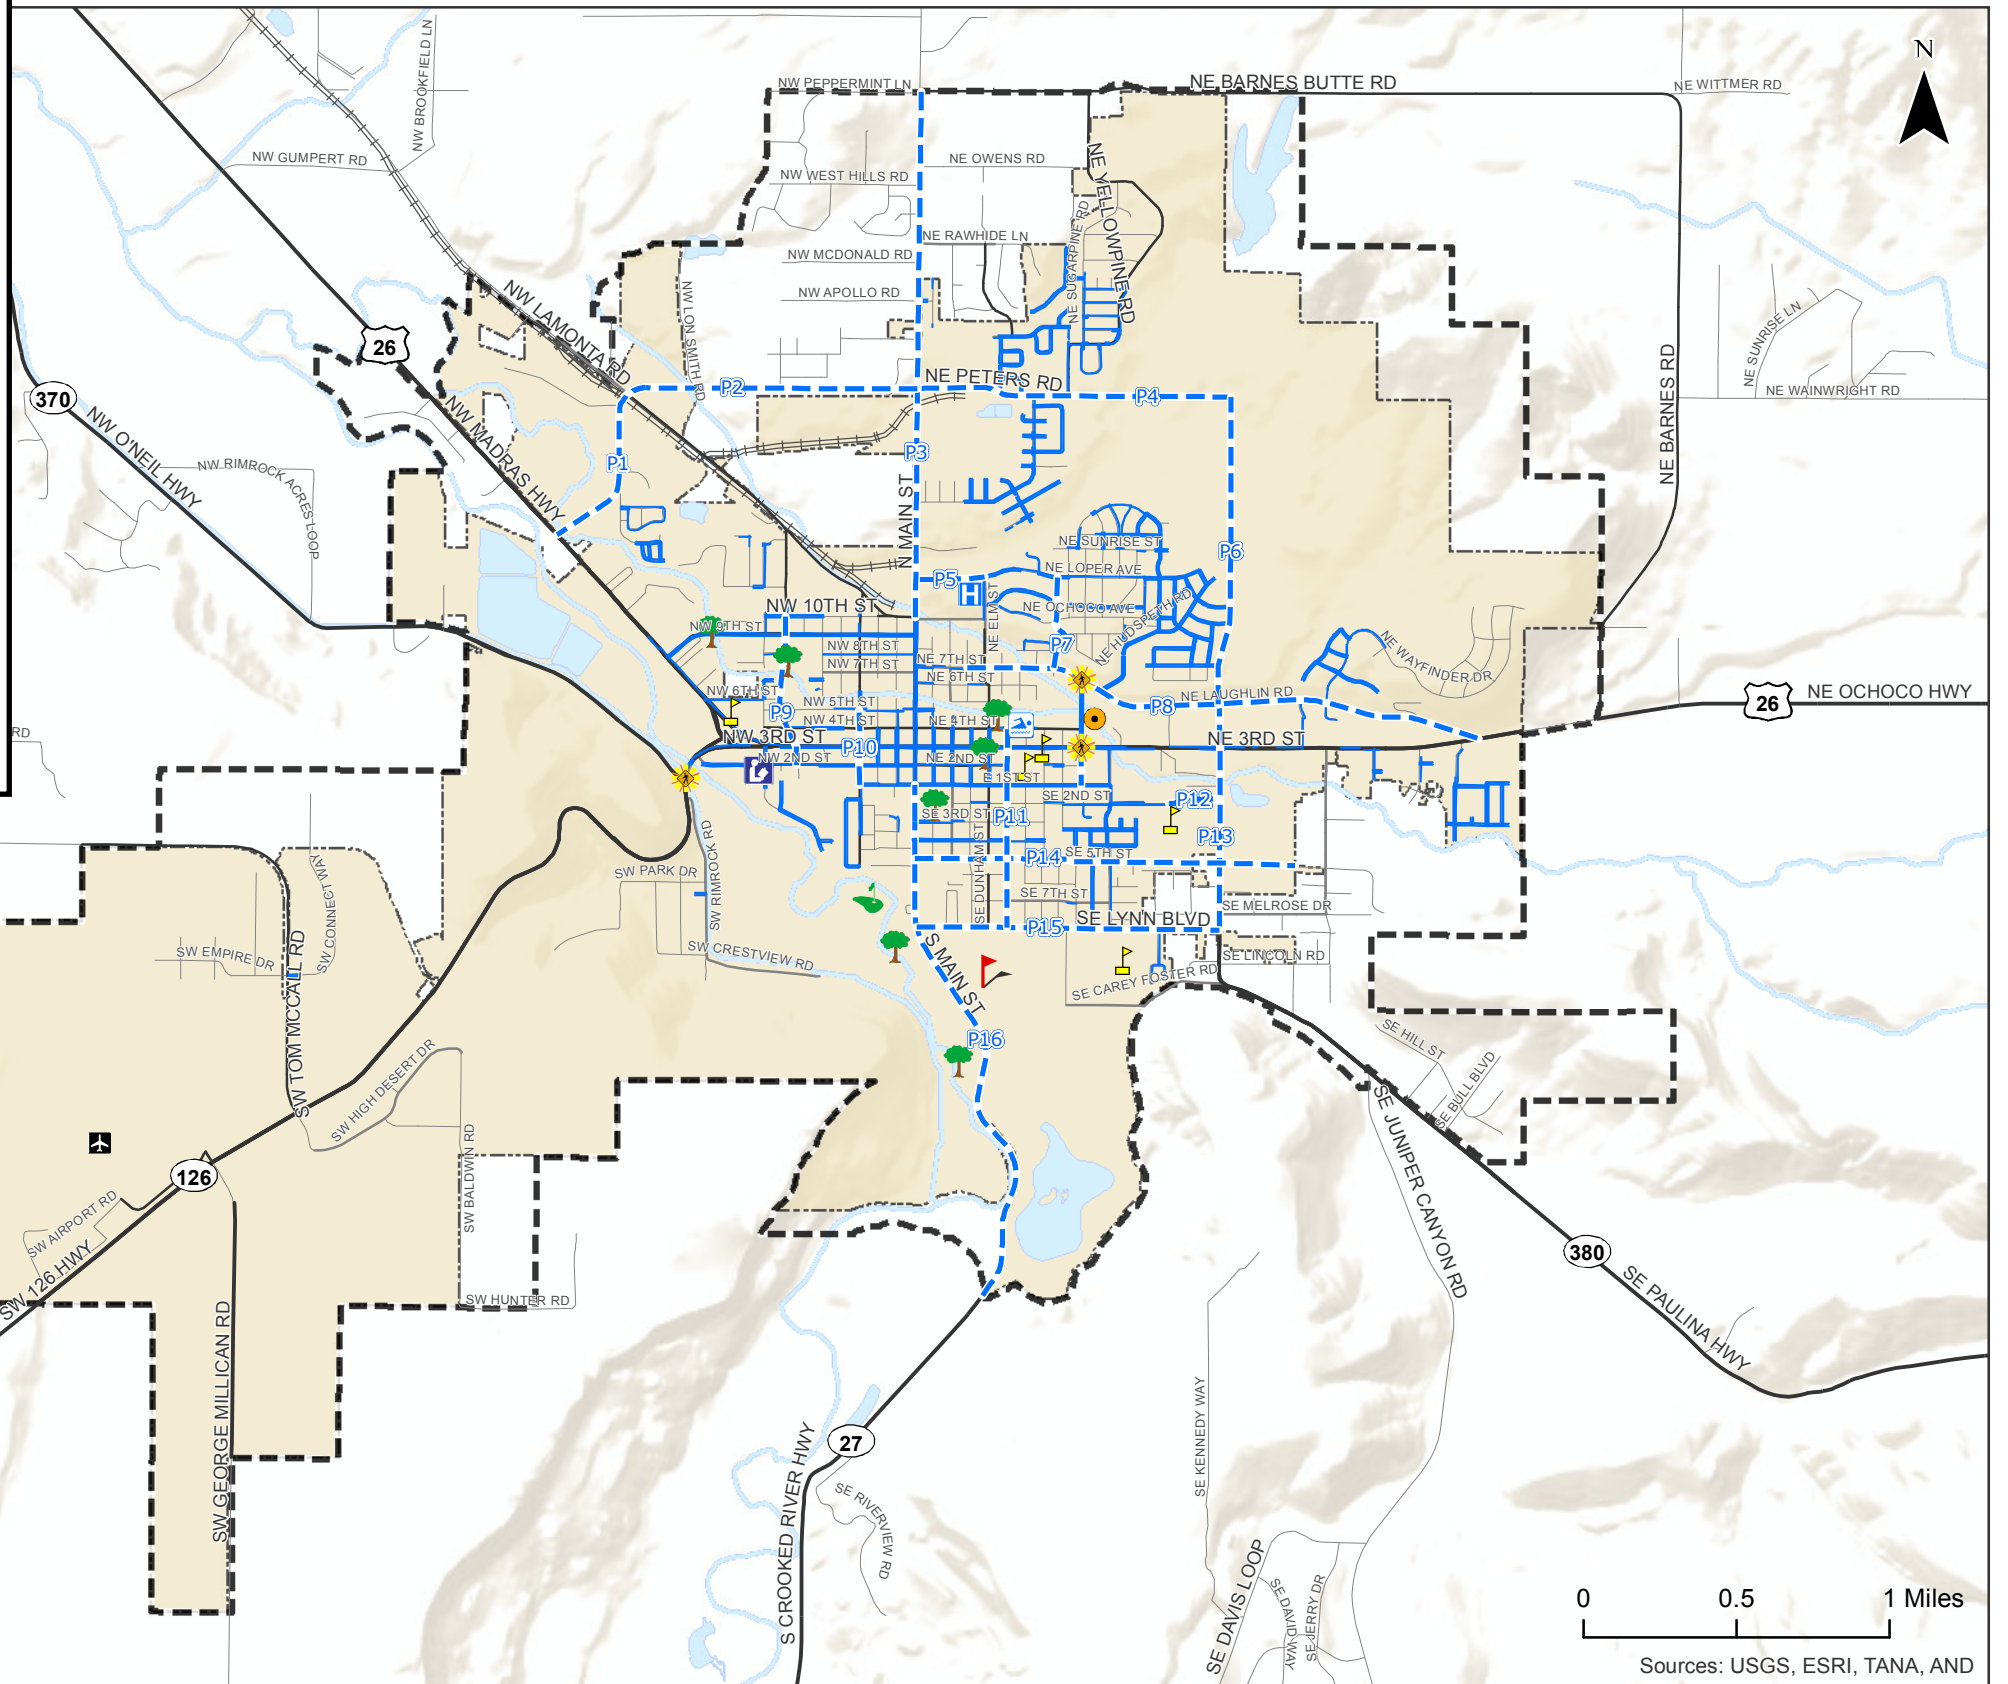 N
NW BROOKFIELD LN
NW PEPPERMINT LN
NE BARNES BUTTE RD
NE WITTMER RD
NW GUMPERT RD
NE OWENS RD
NW WEST HILLS RD
NE YELLOWPINE RD
NE SUGARPINE RD
NE RAWHIDE LN
NW MCDONALD RD
NW APOLLO RD
NW LON SMITH RD
NW LAMONTA RD
26
370
NE SUNRISE LN
NE BARNES RD
NE WAINWRIGHT RD
P2
NE PETERS RD
P4
NW O'NEIL HWY
NW MADRAS HWY
NW RIMROCK ACRES LOOP
P1
P3
N MAIN ST
NE SUNRISE ST
P6
NE LOPER AVE
P5
H
NE ELM ST
NW 10TH ST
NE OCHOCO AVE
NE HUDSPETH RD
NW 9TH ST
NW 8TH ST
NW 7TH ST
NE 7TH ST
NE 6TH ST
P7
NE WAYFINDER DR
NW 6TH ST
NW 5TH ST
NE LAUGHLIN RD
P8
P9
NW 4TH ST
NE 4TH ST
26
NE OCHOCO HWY
RD
NW 3RD ST
P10
NE 3RD ST
NW 2ND ST
NE 2ND ST
E 1ST ST
SE 2ND ST
P12
SE 3RD ST
P11
P13
SW RIMROCK RD
SE DUNHAM ST
P14
SE 5TH ST
SW PARK DR
SW CONNECT WAY
SE 7TH ST
SE MELROSE DR
SE LYNN BLVD
P15
SW EMPIRE DR
SW TOM MCCALL RD
SW CRESTVIEW RD
S MAIN ST
SE LINCOLN RD
SE CAREY FOSTER RD
P16
SE HILL ST
SE BULL BLVD
SW HIGH DESERT DR
SW BALDWIN RD
SE JUNIPER CANYON RD
126
SW AIRPORT RD
SW 126 HWY
380
SE PAULINA HWY
SW HUNTER RD
SW GEORGE MILLICAN RD
SE KENNEDY WAY
27
S CROOKED RIVER HWY
SE RIVERVIEW RD
SE DAVIS LOOP
SE DAVID WAY
SE JERRY DR
0 0.5 1 Miles
Sources: USGS, ESRI, TANA, AND